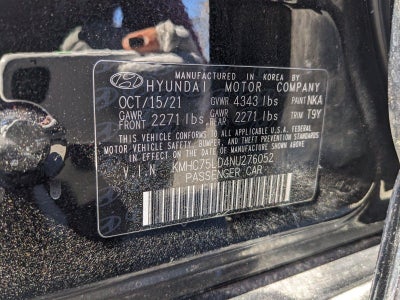 MANUFACTURED IN KOREA BY
HYUNDAI MOTOR COMPANY
OCT/15/21 GVWR 4343 lbs PAINT NKA
GAWR FRONT 2271 lbs, GAWR REAR 2271 lbs TRIM T9Y
THIS VEHICLE CONFORMS TO ALL APPLICABLE U.S.A. FEDERAL
MOTOR VEHICLE SAFETY, BUMPER, AND THEFT PREVENTION STANDARDS
IN EFFECT ON THE DATE OF MANUFACTURE SHOWN ABOVE.
V.I.N KMHC75LD4NU276052
PASSENGER CAR